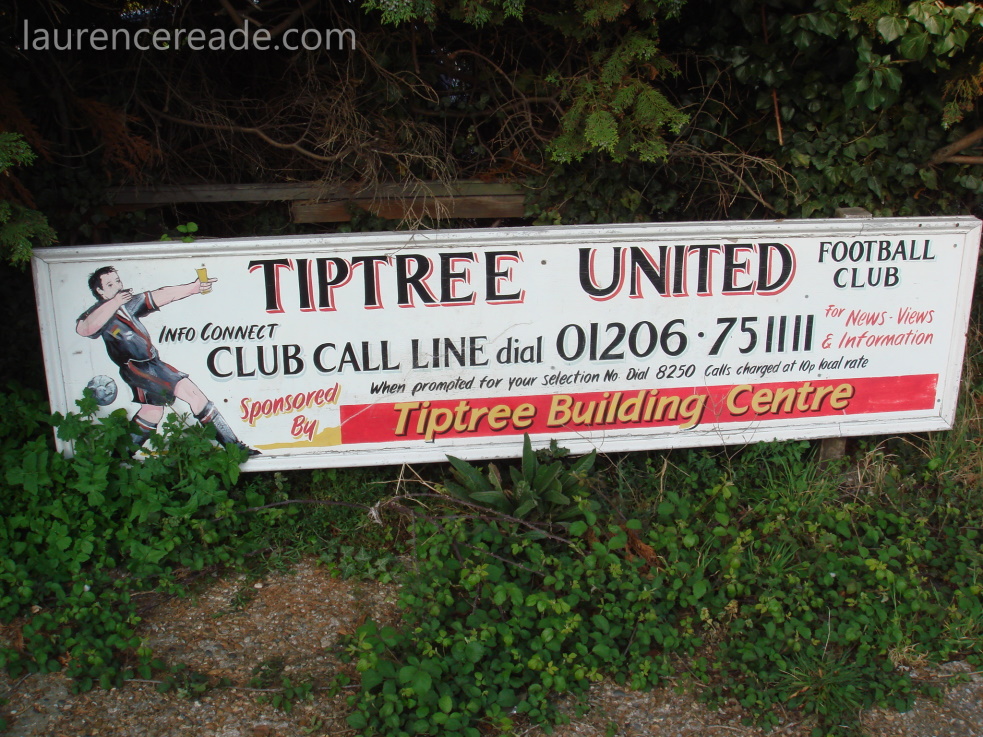 laurencereade.com
TIPTREE UNITED FOOTBALL CLUB
INFO CONNECT
CLUB CALL LINE dial 01206·751111
for News - Views
& Information
When prompted for your selection No. Dial 8250 Calls charged at 10p local rate
Sponsored
By
Tiptree Building Centre